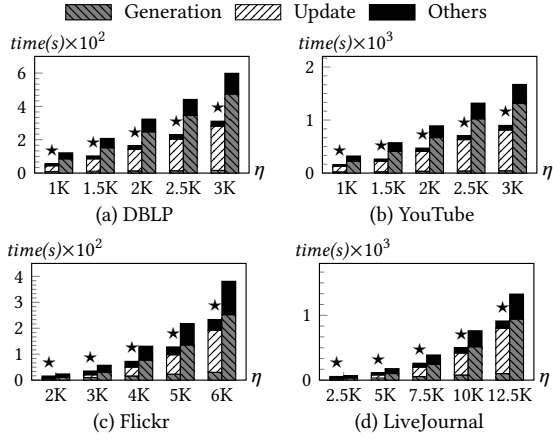 Generation Update Others
time(s)×10²
6
4
2
0
1K 1.5K 2K 2.5K 3K η
(a) DBLP
time(s)×10³
2
1
0
1K 1.5K 2K 2.5K 3K η
(b) YouTube
time(s)×10²
4
3
2
1
0
2K 3K 4K 5K 6K η
(c) Flickr
time(s)×10³
1
0
2.5K 5K 7.5K 10K 12.5K η
(d) LiveJournal